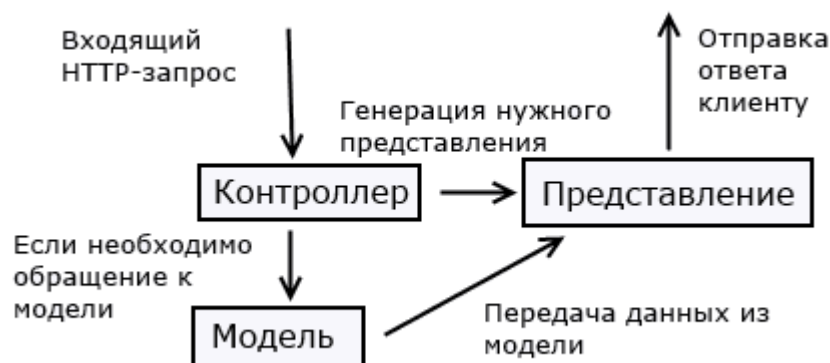 Входящий
HTTP-запрос
Отправка
ответа
клиенту
Генерация нужного
представления
Контроллер
Представление
Если необходимо
обращение к
модели
Модель
Передача данных из
модели